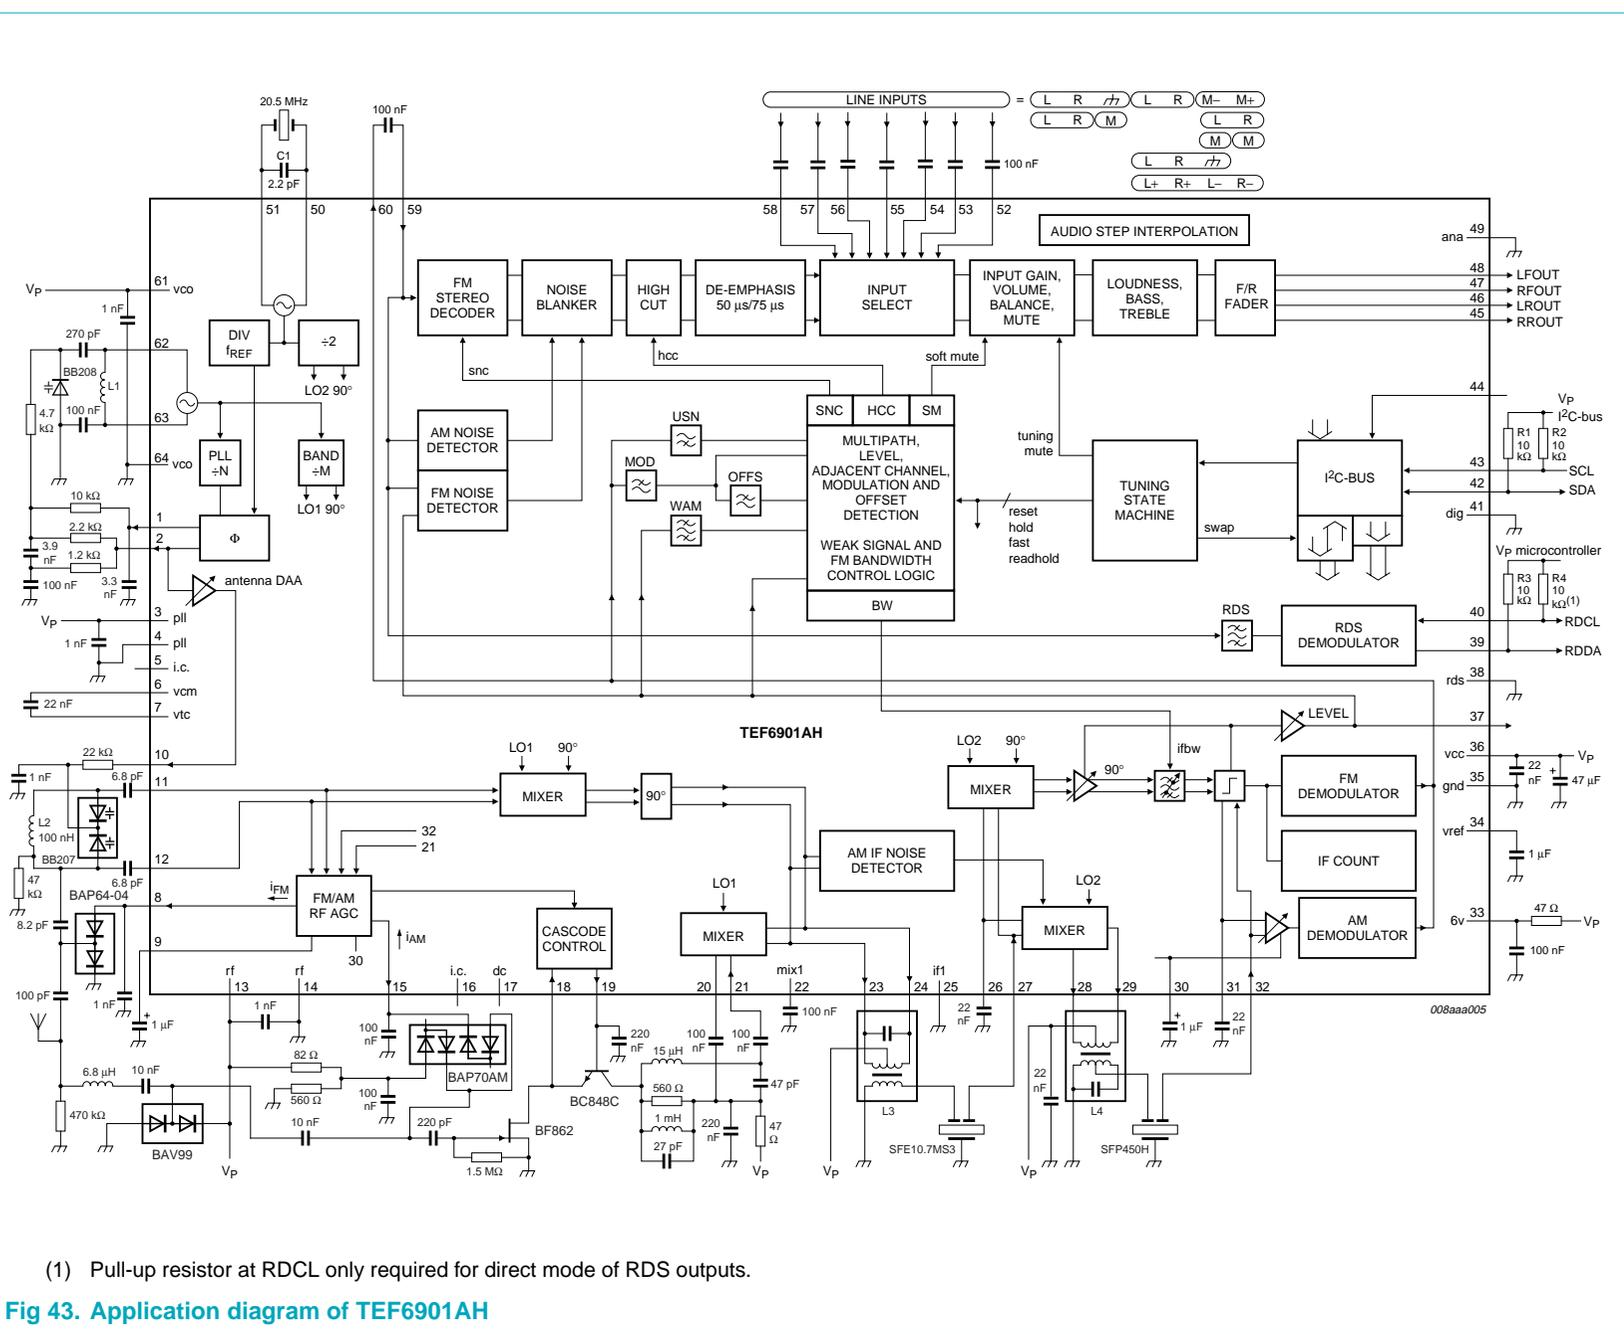 20.5 MHz
C1
2.2 pF
100 nF
LINE INPUTS
=
L R
L R
M− M+
L R
M
L R
M M
L R
L+ R+ L− R−
100 nF
51 50 60 59 58 57 56 55 54 53 52
AUDIO STEP INTERPOLATION
ana 49
48 LFOUT
47 RFOUT
46 LROUT
45 RROUT
VP
61 vco
1 nF
FM STEREO DECODER
NOISE BLANKER
HIGH CUT
DE-EMPHASIS 50 μs/75 μs
INPUT SELECT
INPUT GAIN, VOLUME, BALANCE, MUTE
LOUDNESS, BASS, TREBLE
F/R FADER
270 pF
62
BB208
L1
100 nF
63
4.7 kΩ
64 vco
DIV fREF
÷2
LO2 90°
PLL ÷N
BAND ÷M
LO1 90°
snc
hcc
soft mute
SNC HCC SM
44
VP
I2C-bus
R1 10 kΩ
R2 10 kΩ
43 SCL
42 SDA
41
dig
AM NOISE DETECTOR
FM NOISE DETECTOR
USN
MOD
OFFS
WAM
MULTIPATH, LEVEL, ADJACENT CHANNEL, MODULATION AND OFFSET DETECTION
WEAK SIGNAL AND FM BANDWIDTH CONTROL LOGIC
BW
tuning mute
TUNING STATE MACHINE
I2C-BUS
swap
reset
hold
fast
readhold
10 kΩ
1
2.2 kΩ
2
3.9 nF
1.2 kΩ
100 nF
3.3 nF
Φ
antenna DAA
VP microcontroller
R3 10 kΩ
R4 10 kΩ(1)
RDS
RDS DEMODULATOR
40 RDCL
39 RDDA
rds 38
VP
3 pll
1 nF
4 pll
5 i.c.
6 vcm
22 nF
7 vtc
TEF6901AH
LEVEL
37
22 kΩ
10
1 nF
6.8 pF
11
L2 100 nH
BB207
12
6.8 pF
47 kΩ
BAP64-04
8
8.2 pF
9
LO1 90°
MIXER
90°
32
21
iFM
FM/AM RF AGC
iAM
30
CASCODE CONTROL
LO1
MIXER
AM IF NOISE DETECTOR
LO2 90°
MIXER
90°
ifbw
LO2
MIXER
FM DEMODULATOR
IF COUNT
AM DEMODULATOR
vcc 36 VP
22 nF
47 μF
+
gnd 35
vref 34
1 μF
6v 33
47 Ω
VP
100 nF
rf 13
rf 14
15
i.c. 16
dc 17
18 19 20 21
mix1 22
23 24
if1 25
26 27 28 29 30 31 32
008aaa005
100 pF
1 nF
+
1 μF
1 nF
82 Ω
560 Ω
100 nF
100 nF
BAP70AM
220 nF
BC848C
100 nF
15 μH
100 nF
100 nF
22 nF
+
1 μF
22 nF
6.8 μH
10 nF
470 kΩ
BAV99
VP
10 nF
220 pF
BF862
1.5 MΩ
560 Ω
1 mH
27 pF
220 nF
47 pF
47 Ω
VP
VP
L3
SFE10.7MS3
VP
22 nF
L4
SFP450H
(1) Pull-up resistor at RDCL only required for direct mode of RDS outputs.
Fig 43. Application diagram of TEF6901AH